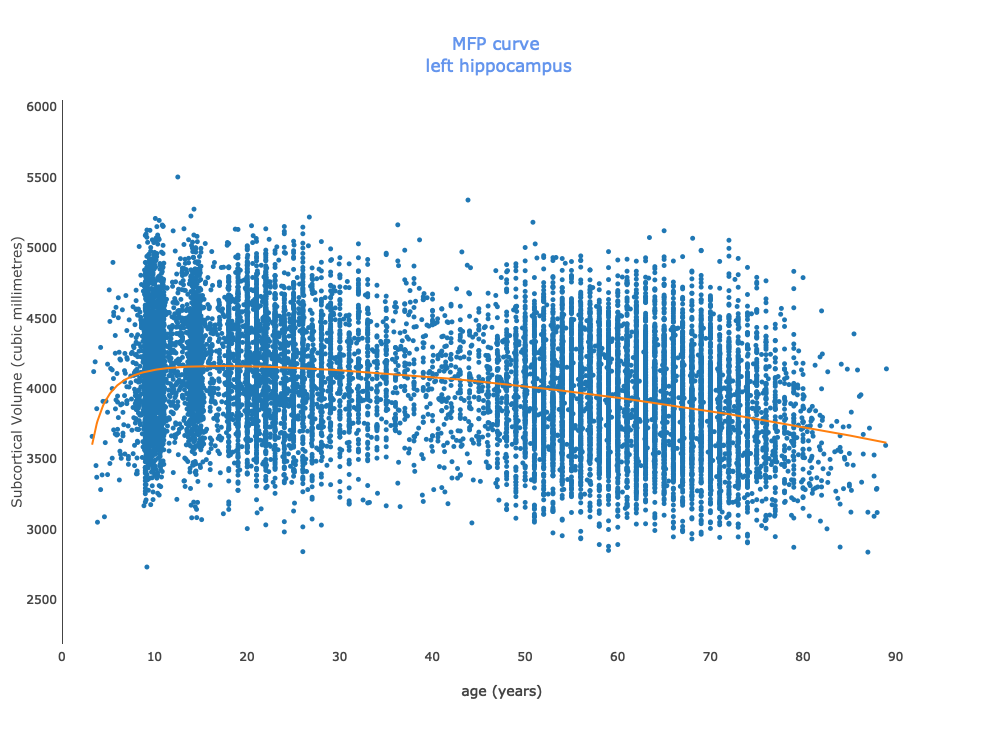 MFP curve
left hippocampus
Subcortical Volume (cubic millimetres)
6000
5500
5000
4500
4000
3500
3000
2500
0 10 20 30 40 50 60 70 80 90
age (years)